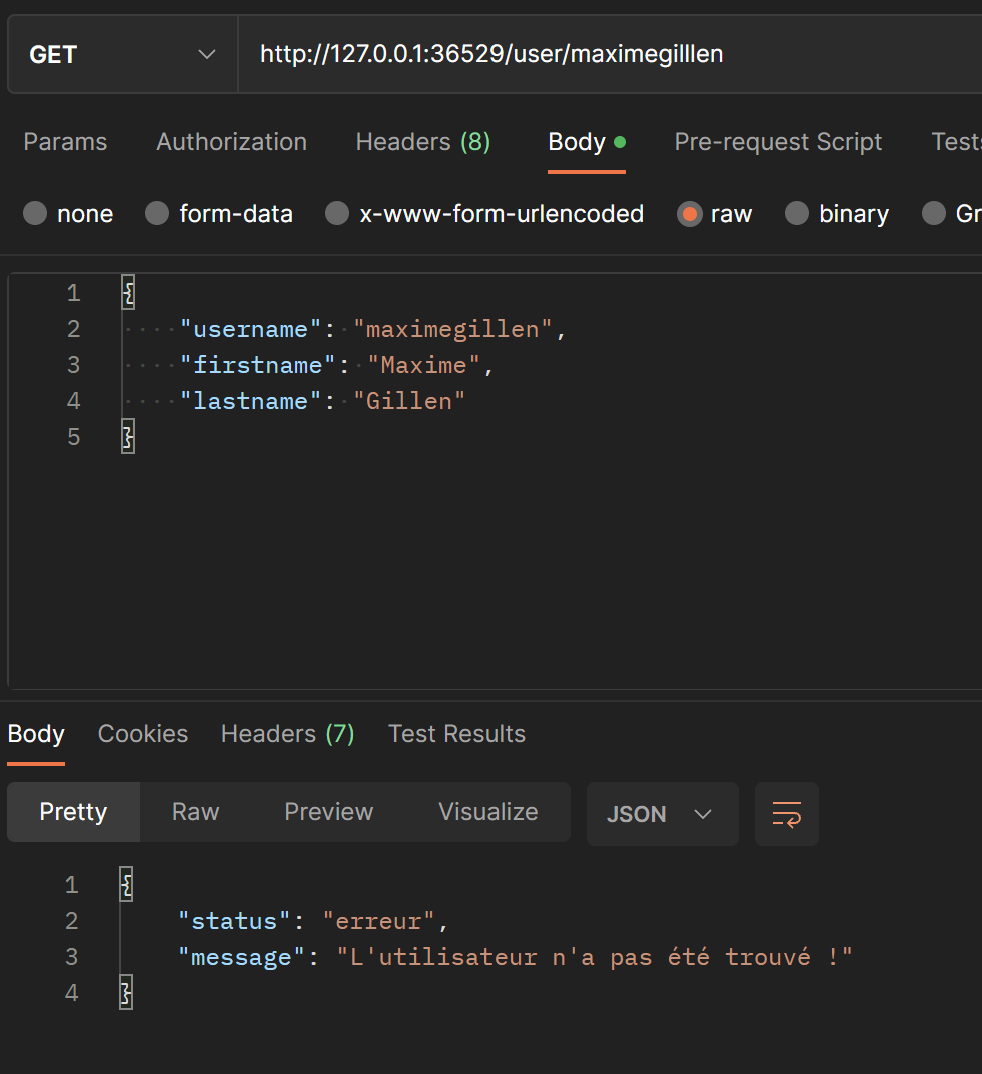 GET http://127.0.0.1:36529/user/maximegilllen
Params Authorization Headers (8) Body Pre-request Script Tests
none form-data x-www-form-urlencoded raw binary Gr
1 {
2 "username": "maximegillen",
3 "firstname": "Maxime",
4 "lastname": "Gillen"
5 }
Body Cookies Headers (7) Test Results
Pretty Raw Preview Visualize JSON
1 {
2 "status": "erreur",
3 "message": "L'utilisateur n'a pas été trouvé !"
4 }